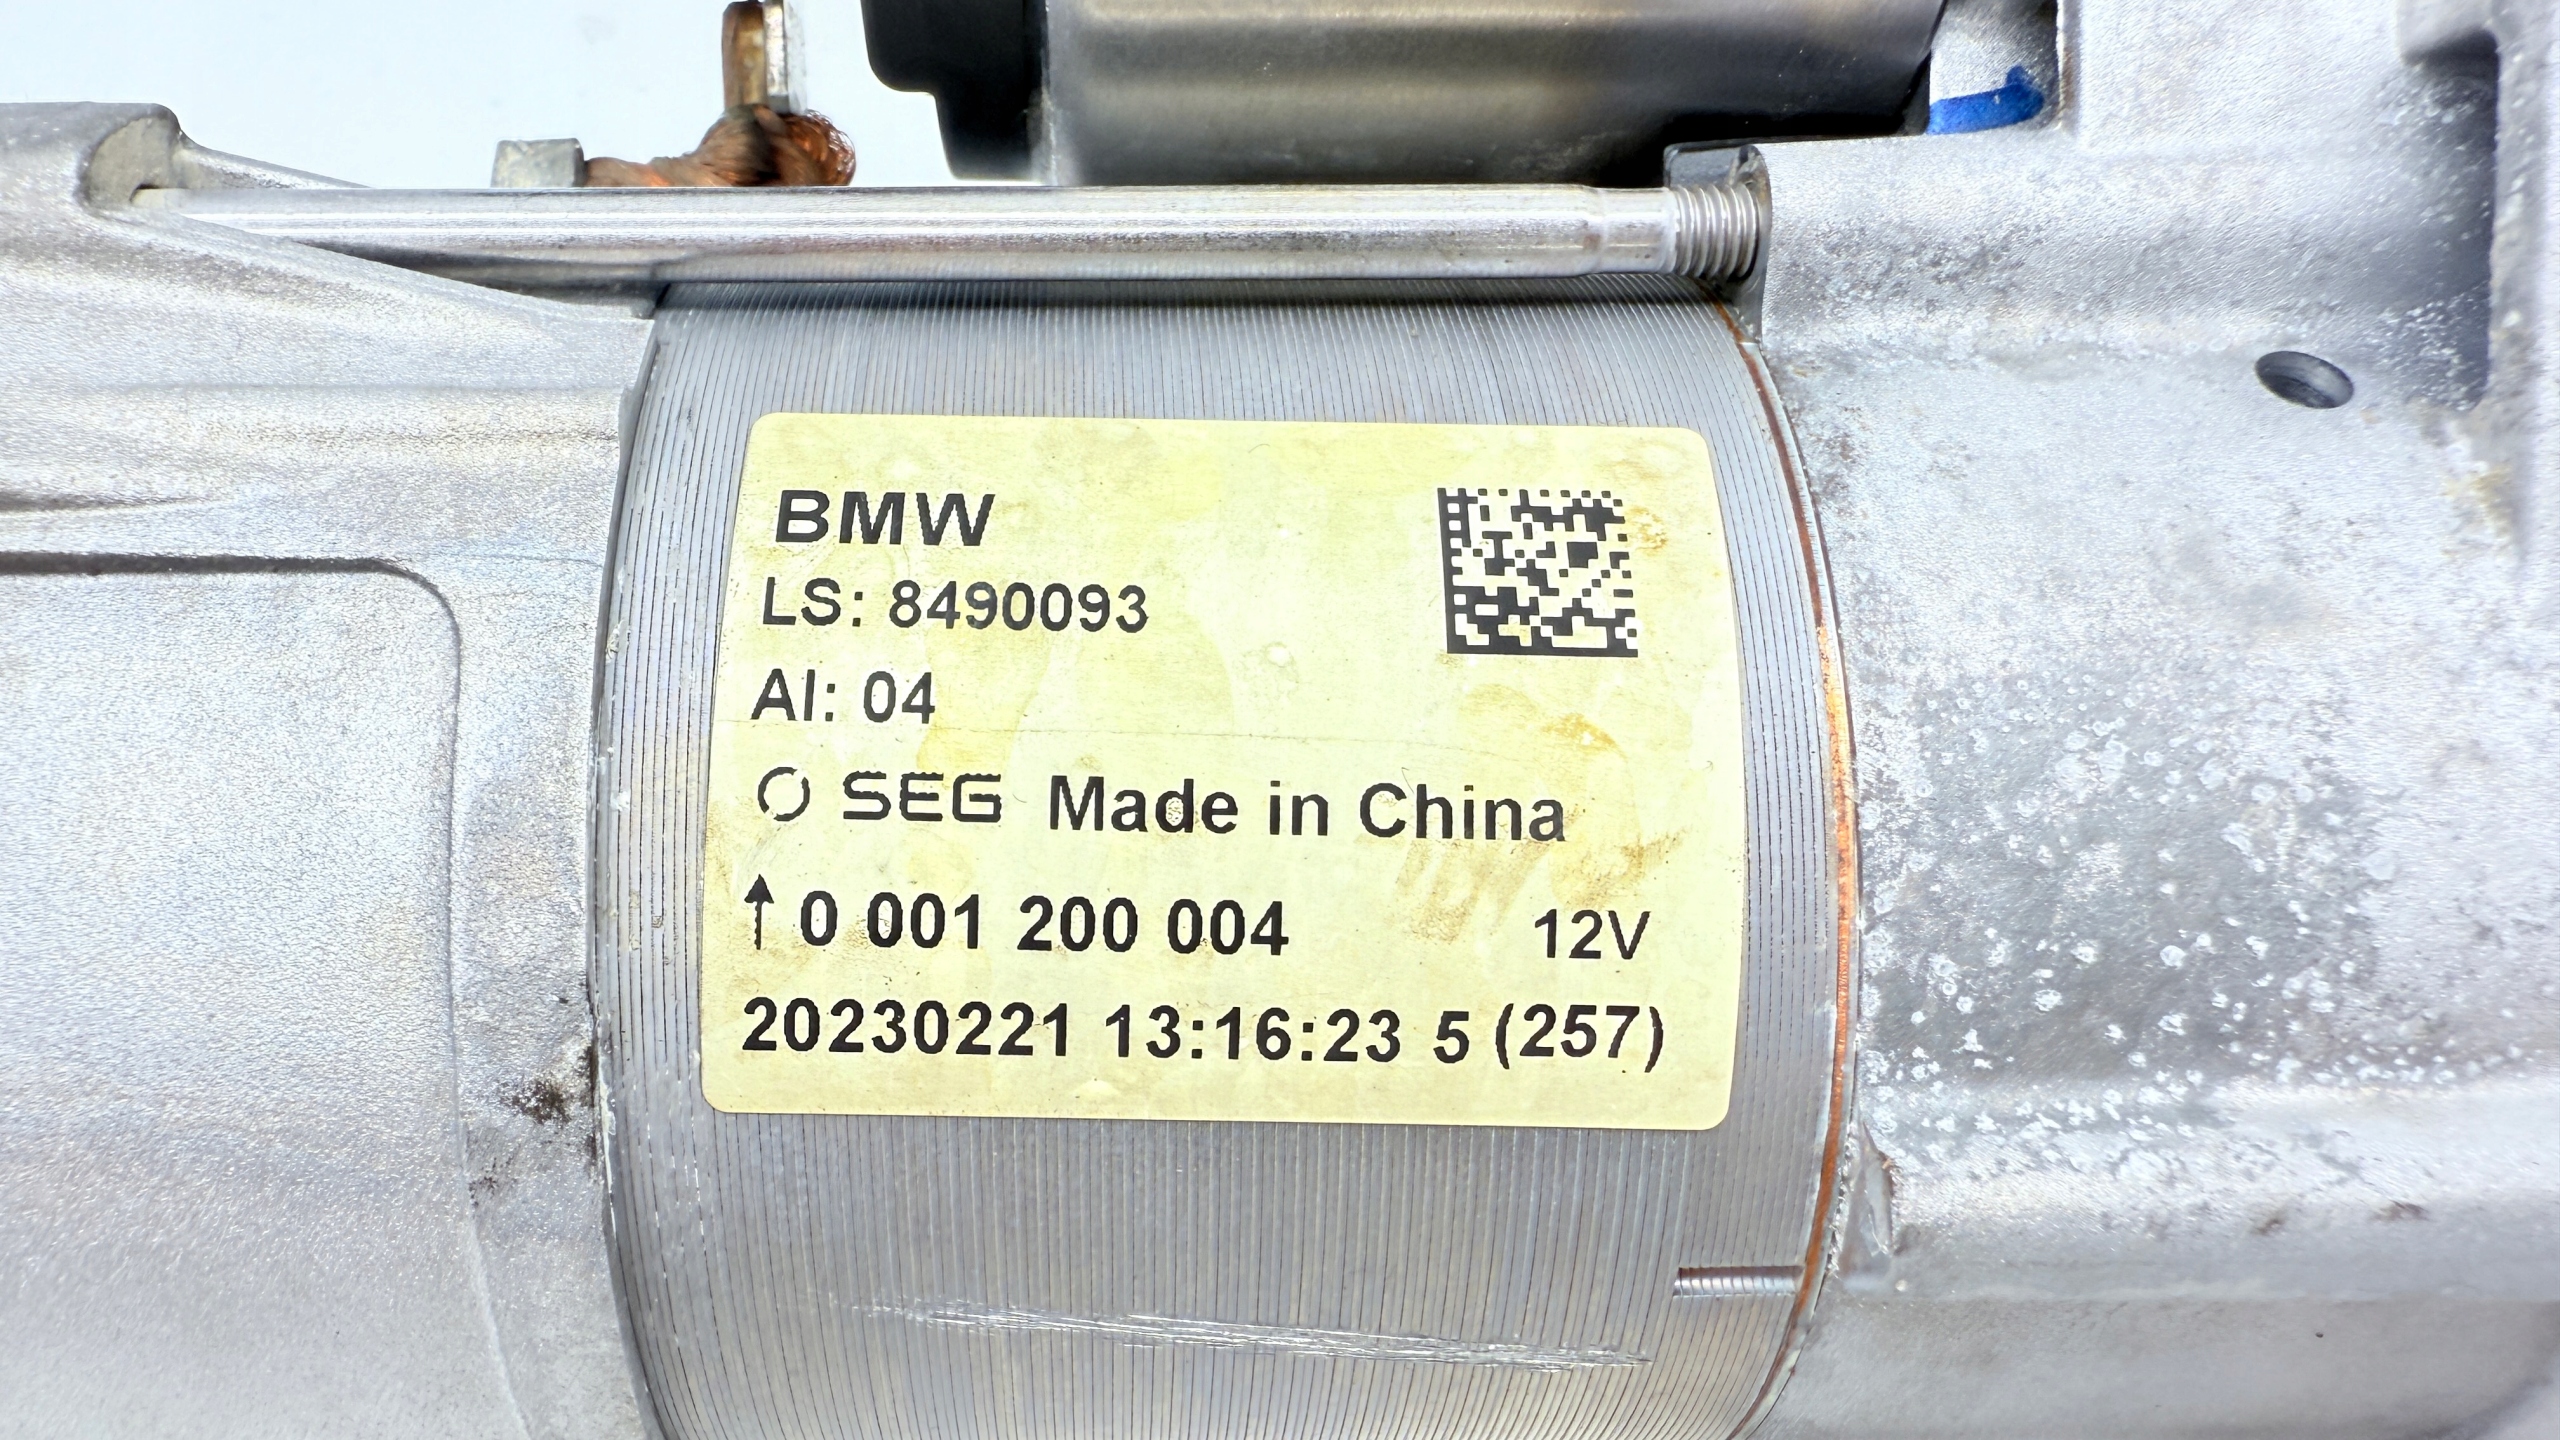 BMW
LS: 8490093
AI: 04
SEG Made in China
↑ 0 001 200 004 12V
20230221 13:16:23 5 (257)